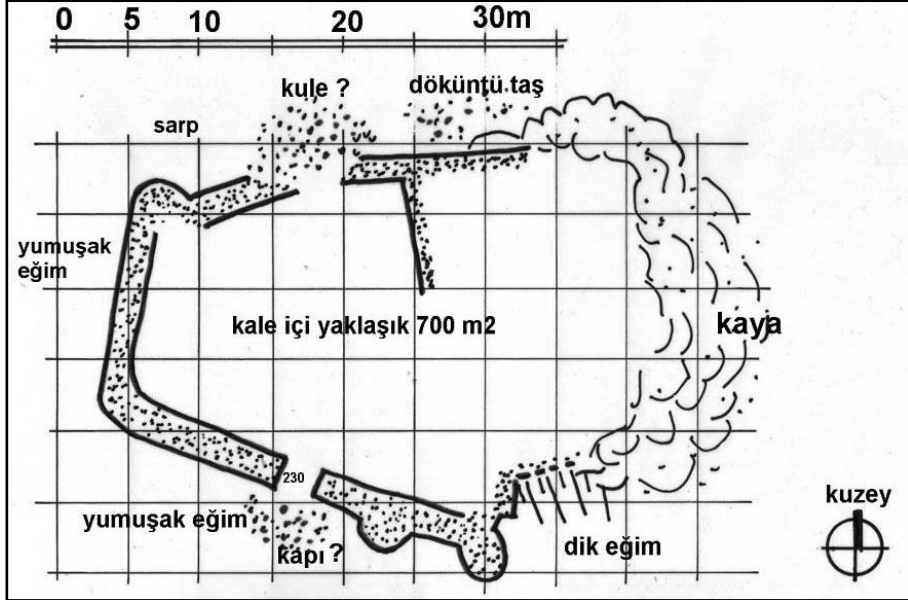 0 5 10 20 30m
kule ?
döküntü taş
sarp
yumuşak
eğim
kale içi yaklaşık 700 m2
kaya
230
yumuşak eğim
kapı ?
dik eğim
kuzey